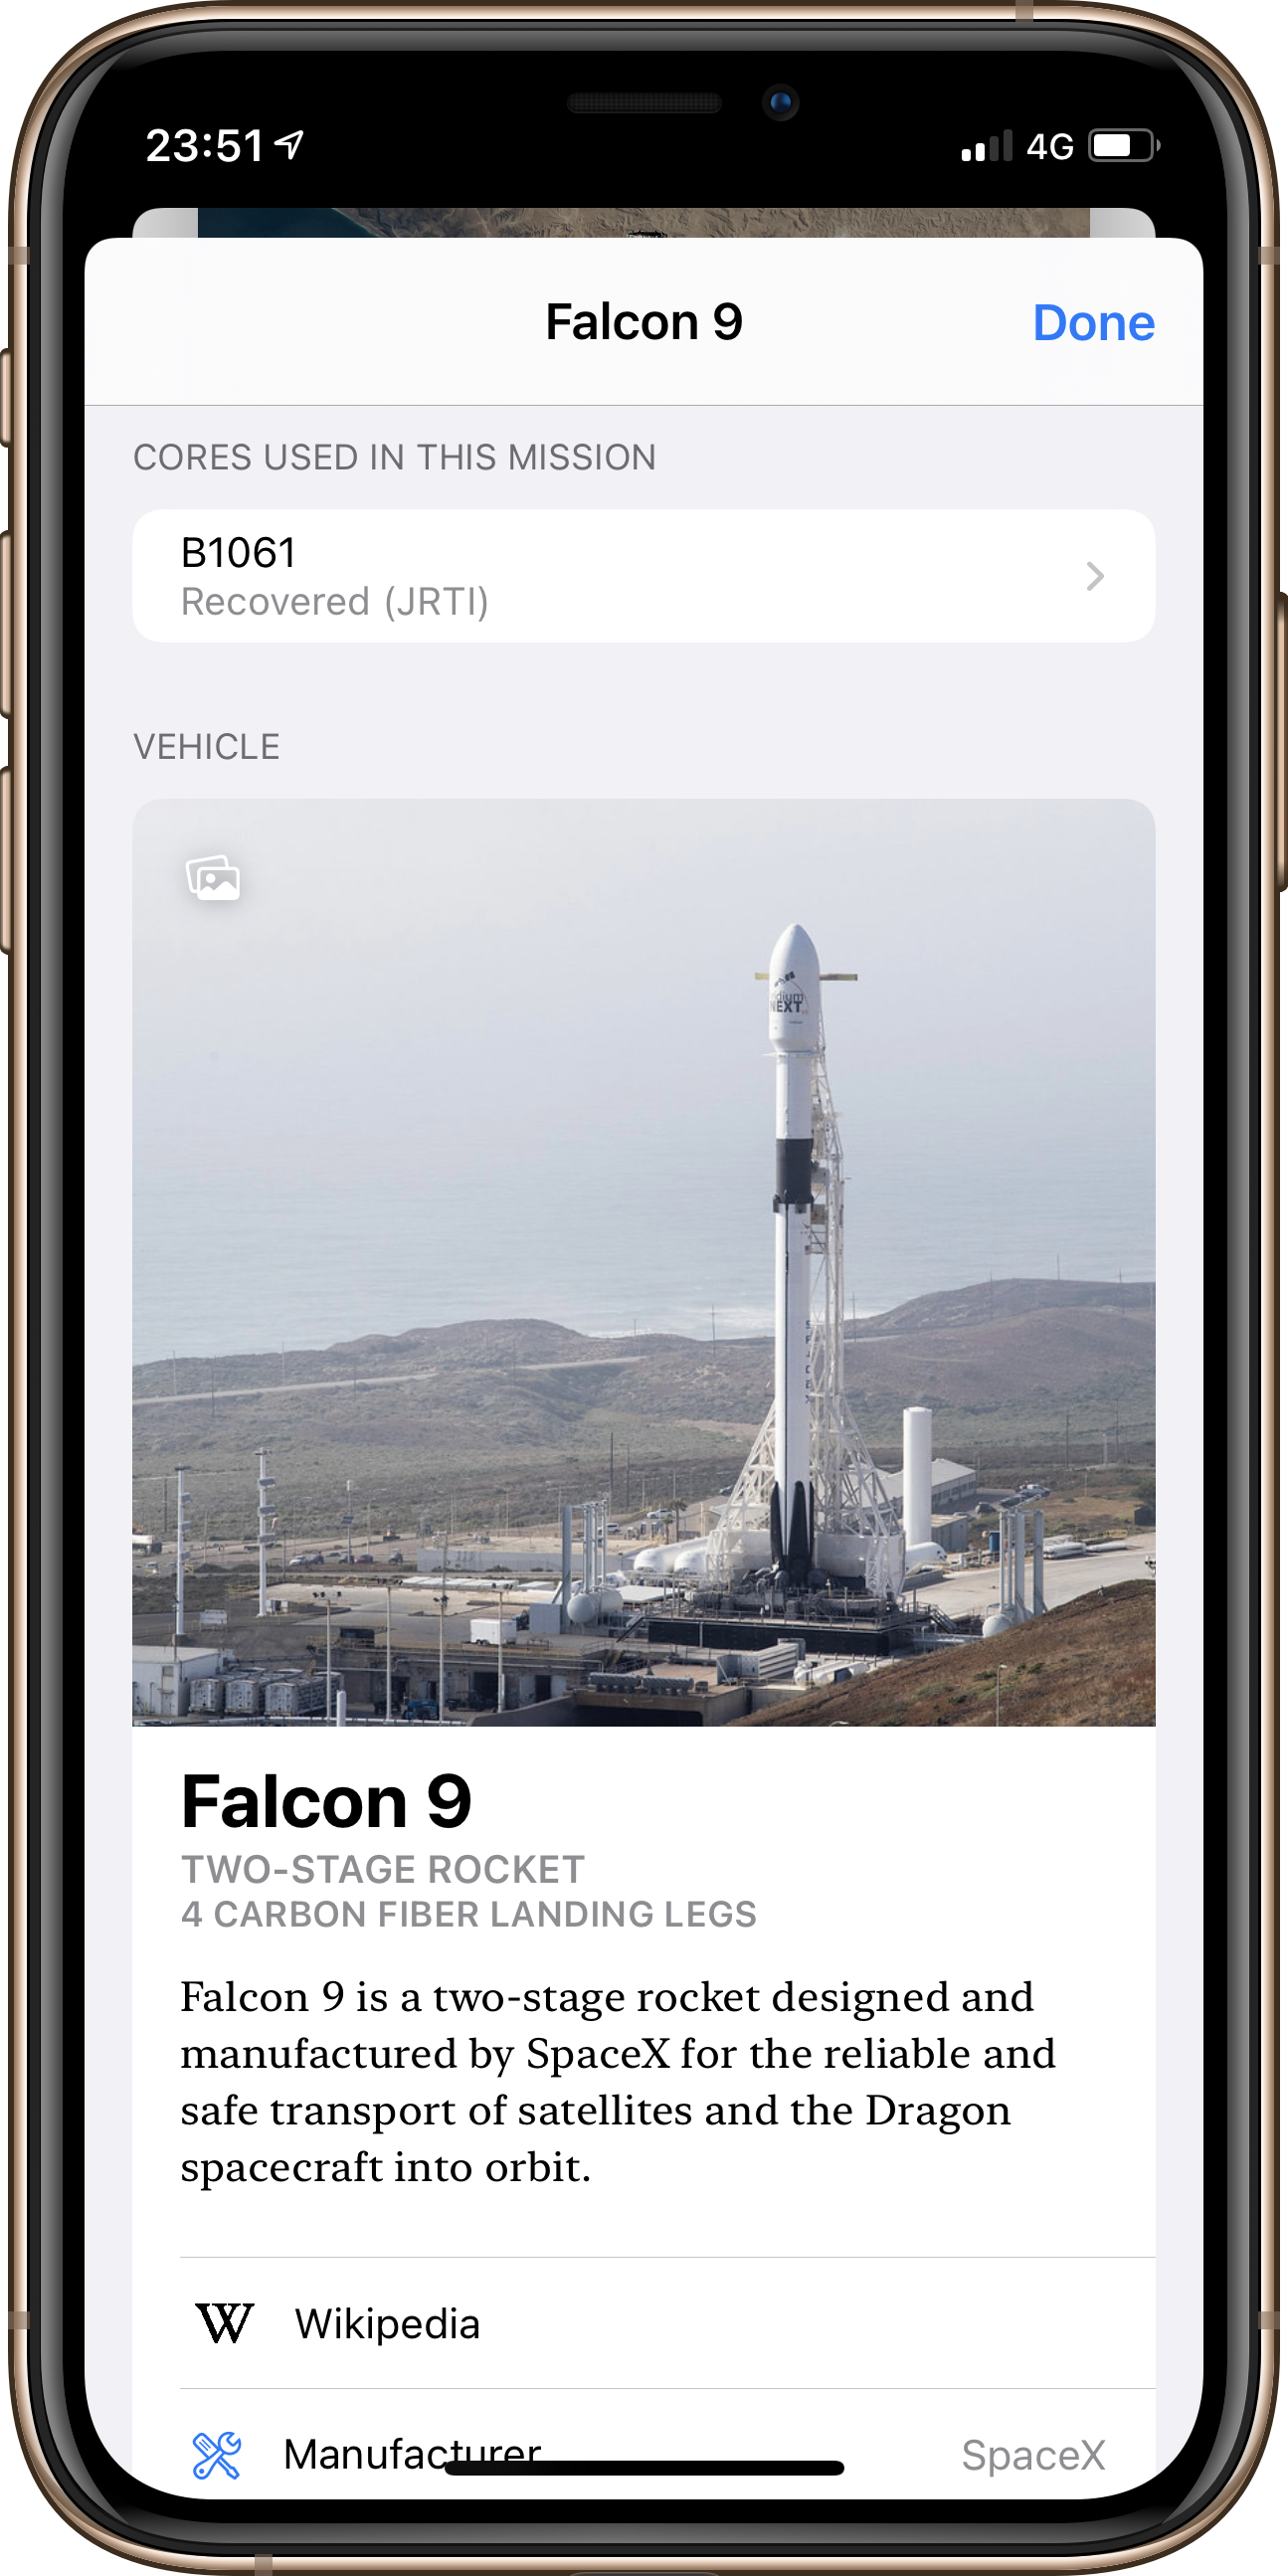 23:51
4G
Falcon 9
Done
CORES USED IN THIS MISSION
B1061
Recovered (JRTI)
VEHICLE
NEXT
Falcon 9
TWO-STAGE ROCKET
4 CARBON FIBER LANDING LEGS
Falcon 9 is a two-stage rocket designed and
manufactured by SpaceX for the reliable and
safe transport of satellites and the Dragon
spacecraft into orbit.
W
Wikipedia
Manufacturer
SpaceX